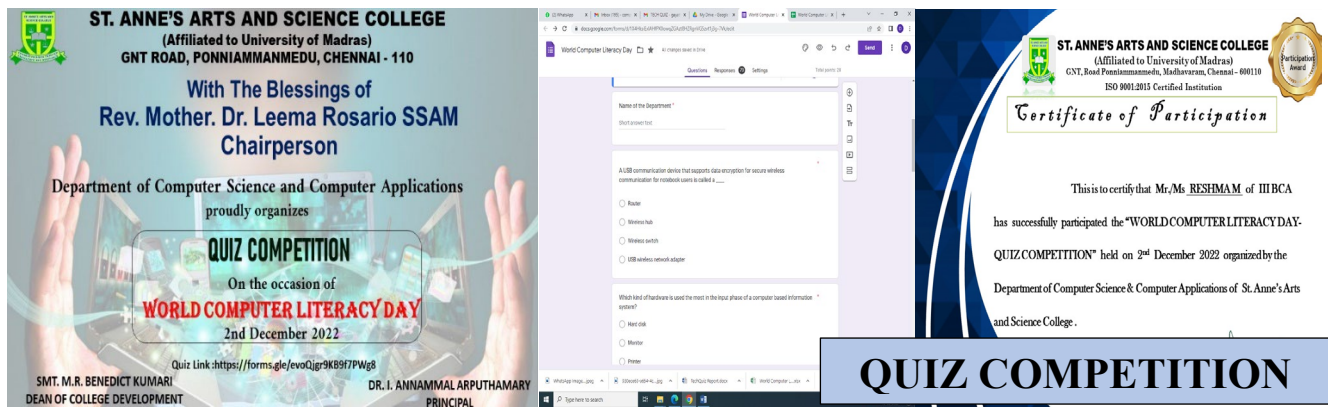 ST. ANNE'S ARTS AND SCIENCE COLLEGE
(Affiliated to University of Madras)
GNT ROAD, PONNIAMMANMEDU, CHENNAI - 110
With The Blessings of
Rev. Mother. Dr. Leema Rosario SSAM
Chairperson
Department of Computer Science and Computer Applications
proudly organizes
QUIZ COMPETITION
On the occasion of
WORLD COMPUTER LITERACY DAY
2nd December 2022
Quiz Link :https://forms.gle/evoQjgr9KB9f7PWg8
SMT. M.R. BENEDICT KUMARI
DEAN OF COLLEGE DEVELOPMENT
DR. I. ANNAMMAL ARPUTHAMARY
PRINCIPAL
World Computer Literacy Day
All changes saved in Drive
Send
Questions Responses Settings
Name of the Department *
Short answer text
A USB communication device that supports data encryption for secure wireless
communication for notebook users is called a ___
Router
Wireless hub
Wireless switch
USB wireless network adapter
Which kind of hardware is used the most in the input phase of a computer based information
system?
Hard disk
Monitor
Printer
Type here to search
ST. ANNE'S ARTS AND SCIENCE COLLEGE
(Affiliated to University of Madras)
GNT, Road Ponniammanmedu, Madhavaram, Chennai – 600110
ISO 9001:2015 Certified Institution
Participation
Award
Certificate of Participation
This is to certify that Mr./Ms RESHMA M of III BCA
has successfully participated the “WORLD COMPUTER LITERACY DAY-
QUIZ COMPETITION” held on 2nd December 2022 organized by the
Department of Computer Science & Computer Applications of St. Anne's Arts
and Science College .
QUIZ COMPETITION